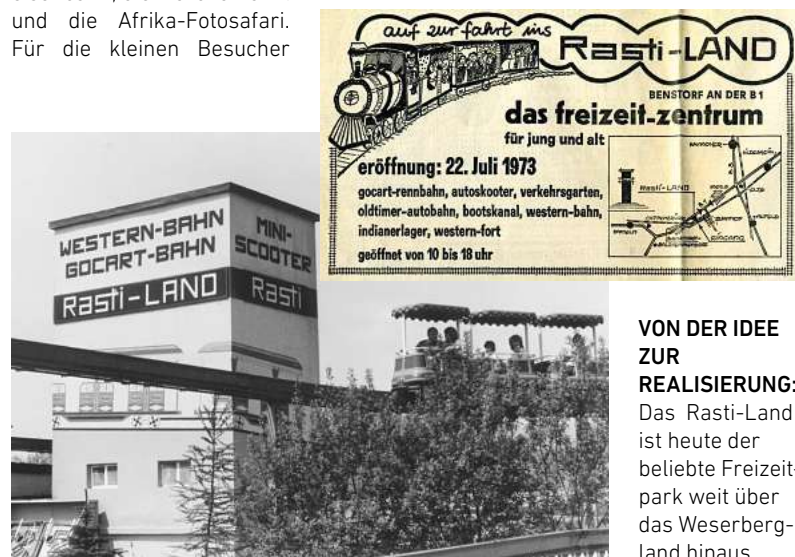 und die Afrika-Fotosafari.
Für die kleinen Besucher
auf zur fahrt ins
Rasti-LAND
BENSTORF AN DER B1
das freizeit-zentrum
für jung und alt
eröffnung: 22. Juli 1973
gocart-rennbahn, autoskooter, verkehrsgarten,
oldtimer-autobahn, bootskanal, western-bahn,
indianerlager, western-fort
geöffnet von 10 bis 18 uhr
HANNOVER
Rasti-LAND
EINGANG
WESTERN-BAHN
GOCART-BAHN
Rasti-LAND
MINI-
SCOOTER
Rasti
VON DER IDEE
ZUR
REALISIERUNG:
Das Rasti-Land
ist heute der
beliebte Freizeit-
park weit über
das Weserberg-
land hinaus